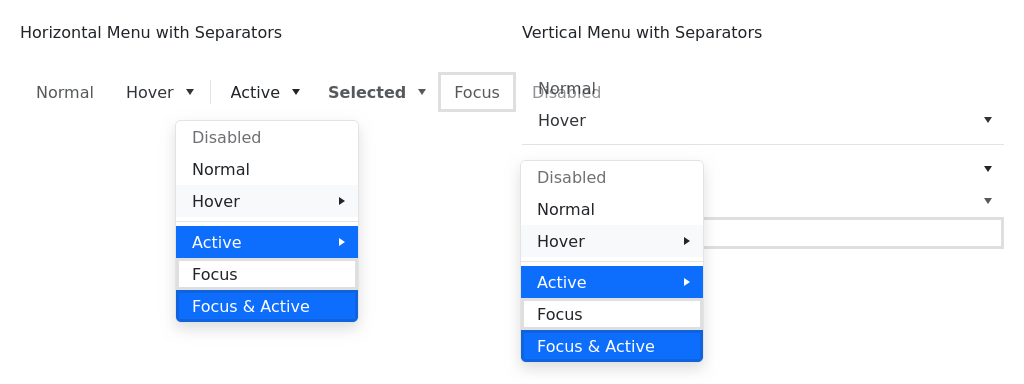 Horizontal Menu with Separators
Normal Hover Active Selected Focus Disabled
Disabled
Normal
Hover
Active
Focus
Focus & Active
Vertical Menu with Separators
Normal
Hover
Disabled
Normal
Hover
Active
Focus
Focus & Active